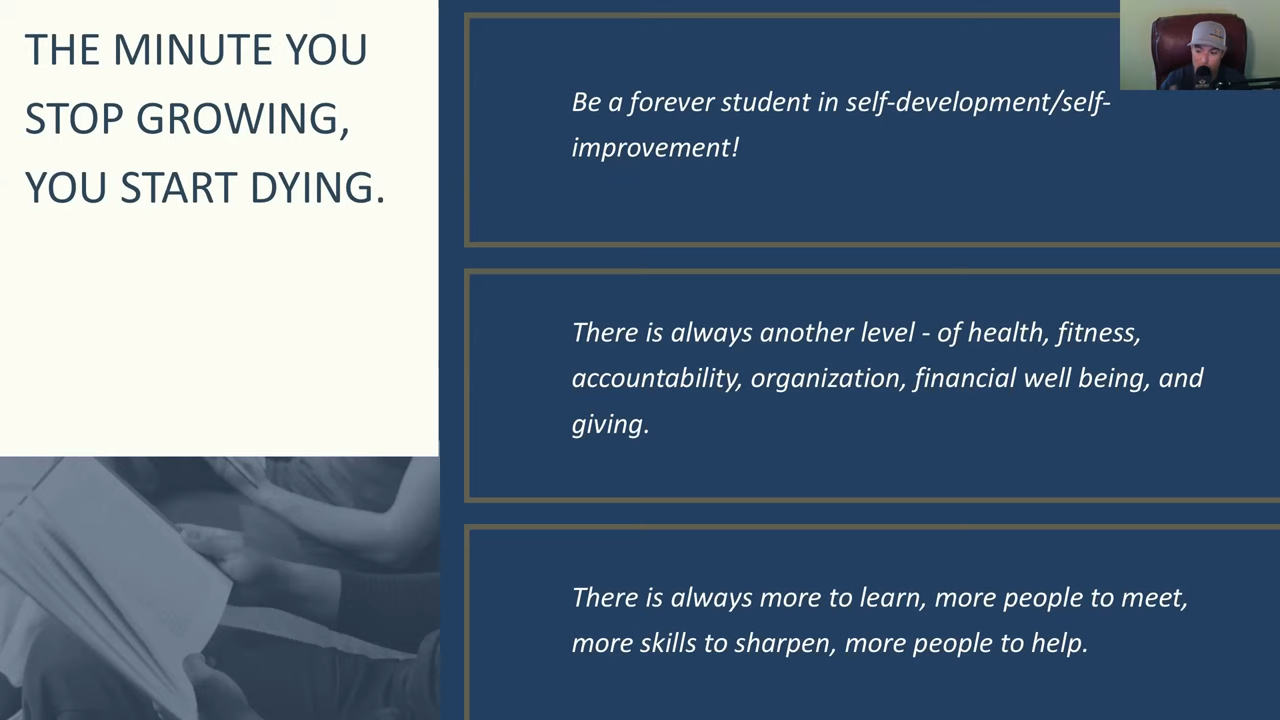 THE MINUTE YOU
STOP GROWING,
YOU START DYING.
Be a forever student in self-development/self-
improvement!
There is always another level - of health, fitness,
accountability, organization, financial well being, and
giving.
There is always more to learn, more people to meet,
more skills to sharpen, more people to help.